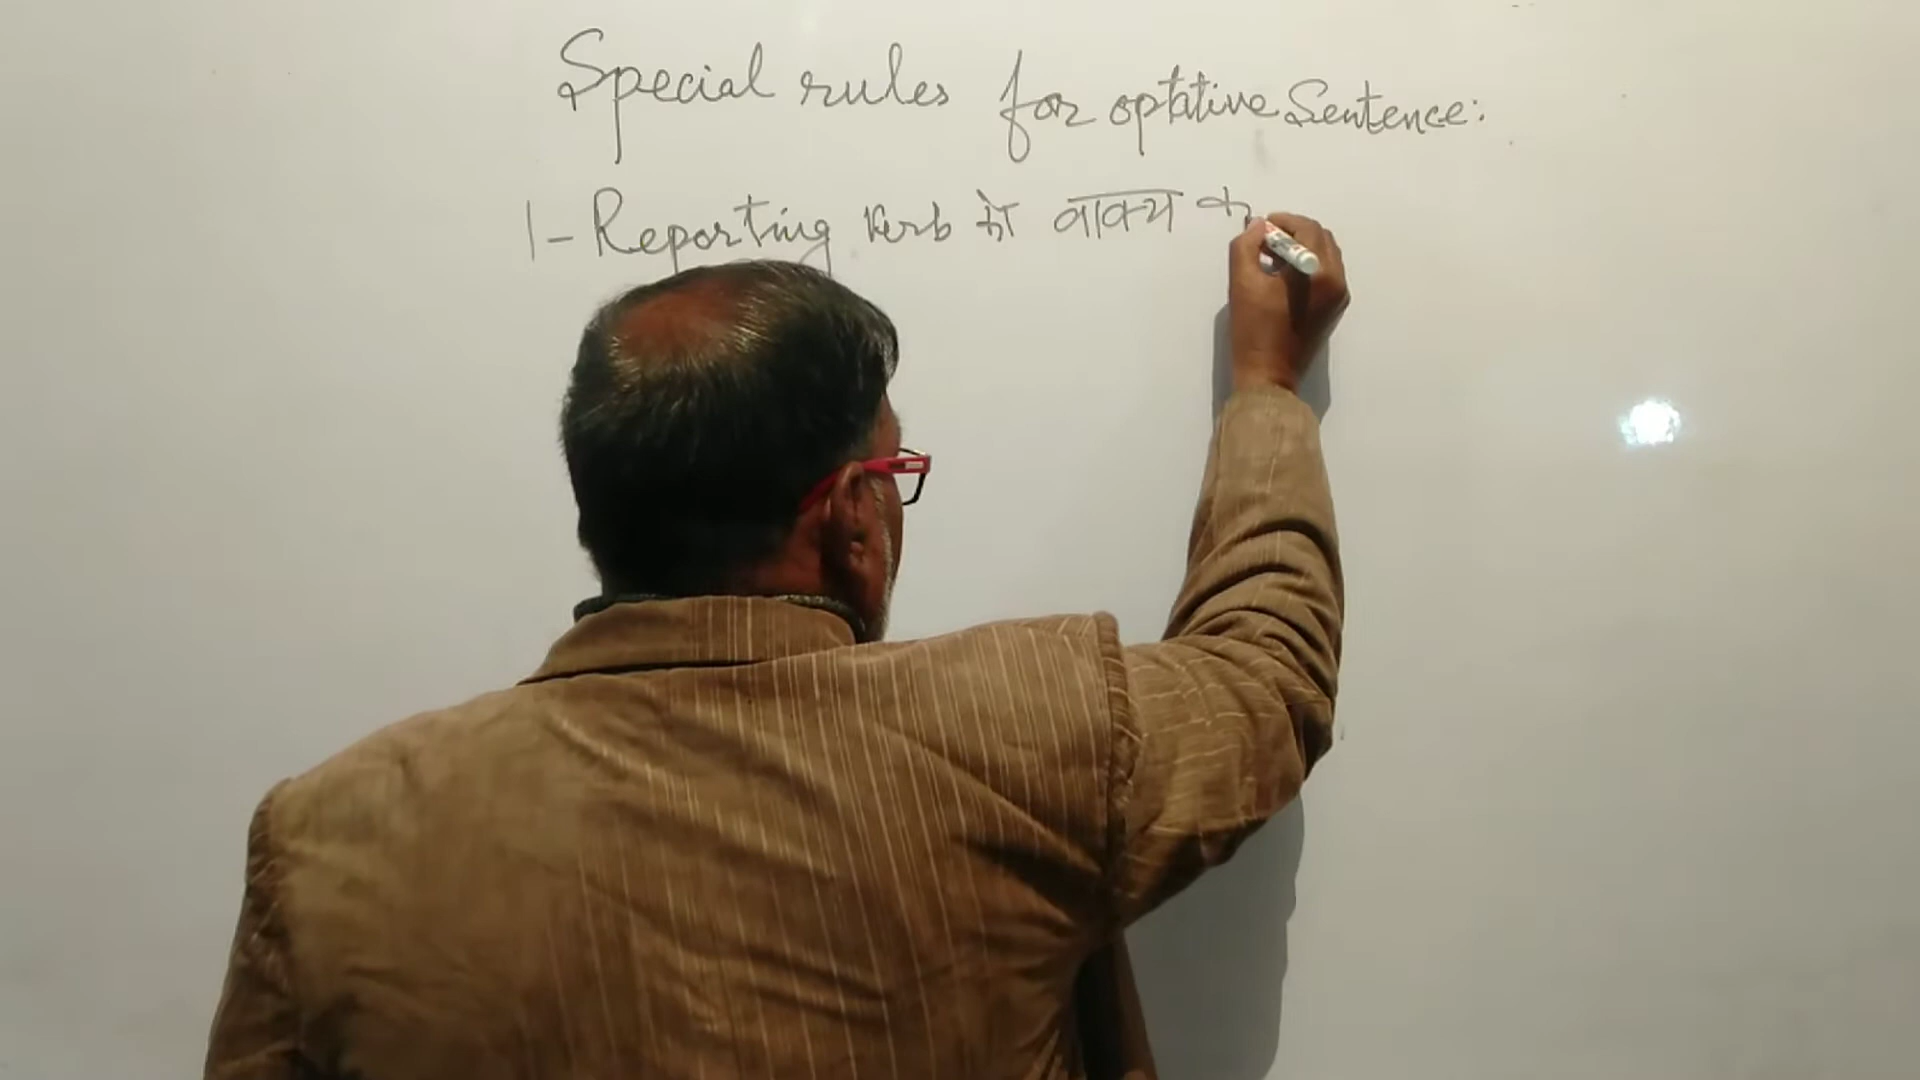 Special rules for optative Sentence:
1- Reporting verb को वाक्य